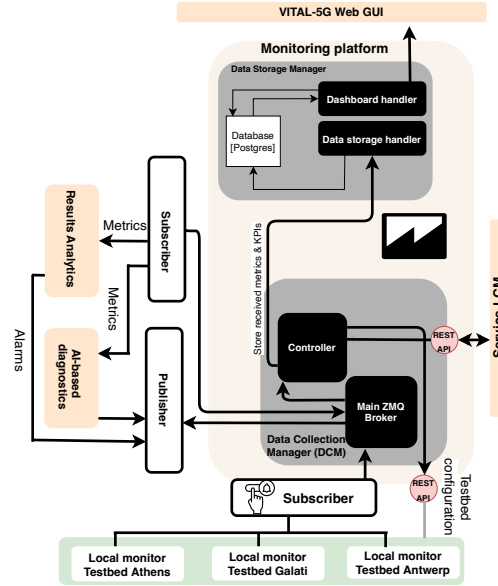 VITAL-5G Web GUI
Monitoring platform
Data Storage Manager
Dashboard handler
Database
[Postgres]
Data storage handler
Results Analytics
Metrics
Subscriber
Metrics
Store received metrics & KPIs
Service LCM
Controller
REST
API
Alarms
AI-based
diagnostics
Publisher
Main ZMQ
Broker
Data Collection
Manager (DCM)
REST
API
Testbed
configuration
Subscriber
Local monitor
Testbed Athens
Local monitor
Testbed Galati
Local monitor
Testbed Antwerp